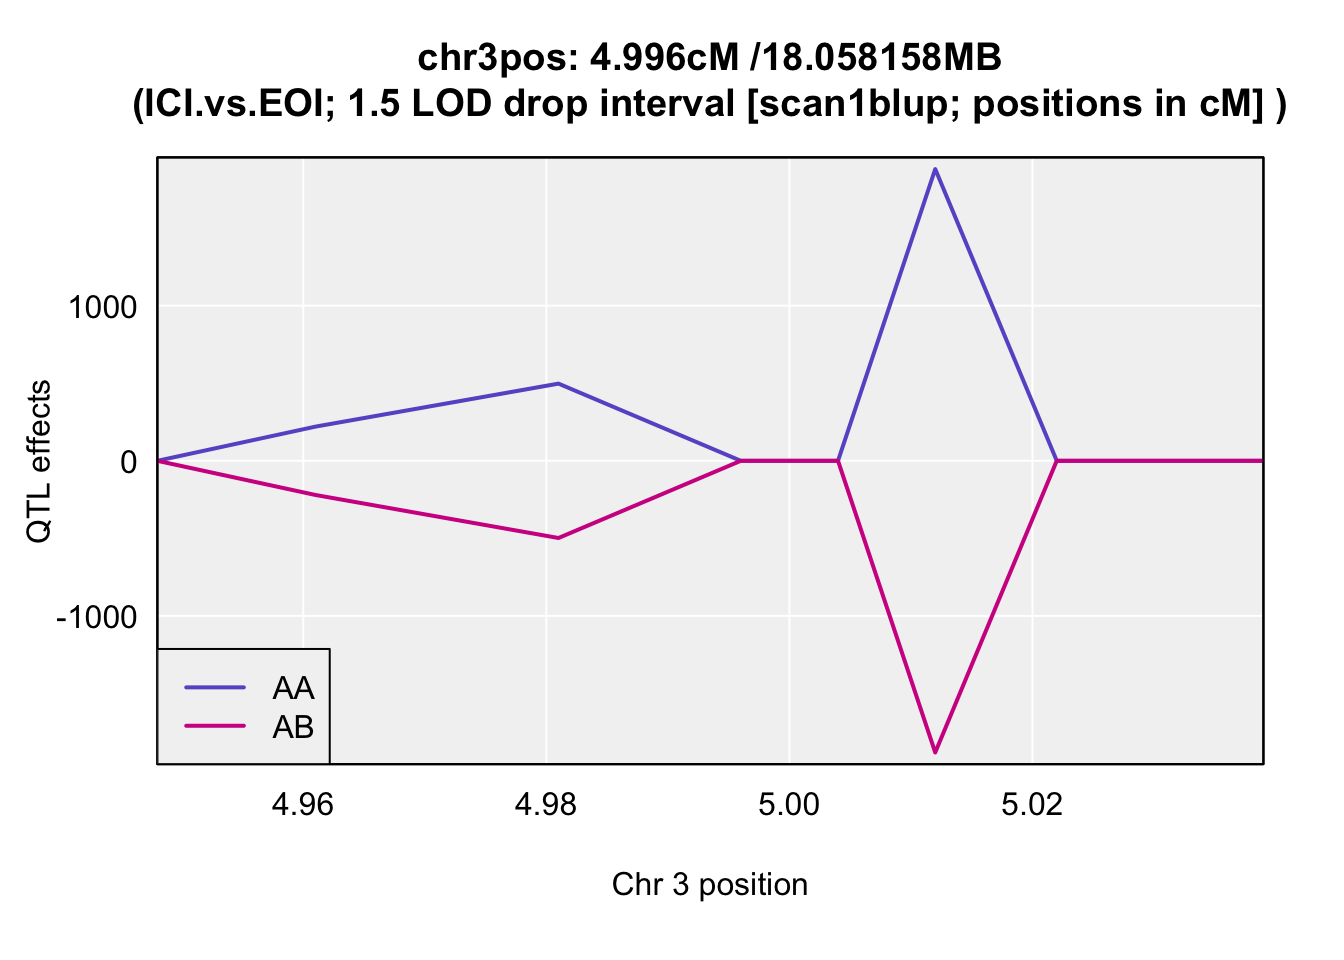 chr3pos: 4.996cM /18.058158MB
(ICI.vs.EOI; 1.5 LOD drop interval [scan1blup; positions in cM] )
QTL effects
1000
0
-1000
AA
AB
4.96 4.98 5.00 5.02
Chr 3 position